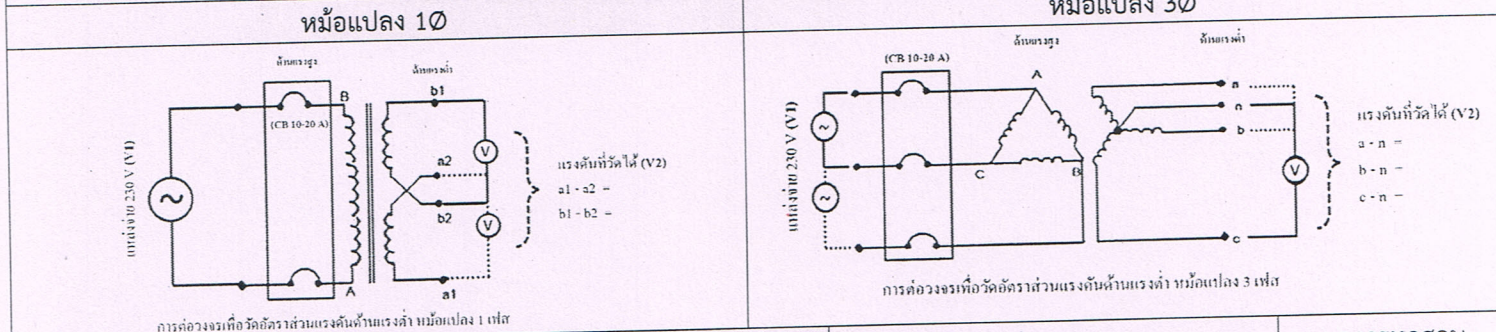 หม้อแปลง 1Ø
ด้านแรงสูง
ด้านแรงต่ำ
B
b1
(CB 10-20 A)
แหล่งจ่าย 230 V (V1)
V
a2
b2
V
A
a1
แรงดันที่วัดได้ (V2)
a1 - a2 =
b1 - b2 =
การต่อวงจรเพื่อวัดอัตราส่วนแรงดันด้านแรงต่ำ หม้อแปลง 1 เฟส
หม้อแปลง 3Ø
ด้านแรงสูง
ด้านแรงต่ำ
(CB 10-20 A)
A
a
n
b
แหล่งจ่าย 230 V (V1)
C
B
V
c
แรงดันที่วัดได้ (V2)
a - n =
b - n =
c - n =
การต่อวงจรเพื่อวัดอัตราส่วนแรงดันด้านแรงต่ำ หม้อแปลง 3 เฟส